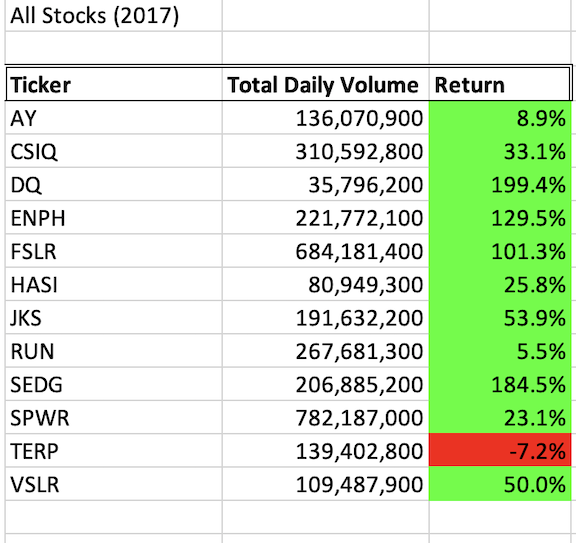 All Stocks (2017)
Ticker Total Daily Volume Return
AY 136,070,900 8.9%
CSIQ 310,592,800 33.1%
DQ 35,796,200 199.4%
ENPH 221,772,100 129.5%
FSLR 684,181,400 101.3%
HASI 80,949,300 25.8%
JKS 191,632,200 53.9%
RUN 267,681,300 5.5%
SEDG 206,885,200 184.5%
SPWR 782,187,000 23.1%
TERP 139,402,800 -7.2%
VSLR 109,487,900 50.0%